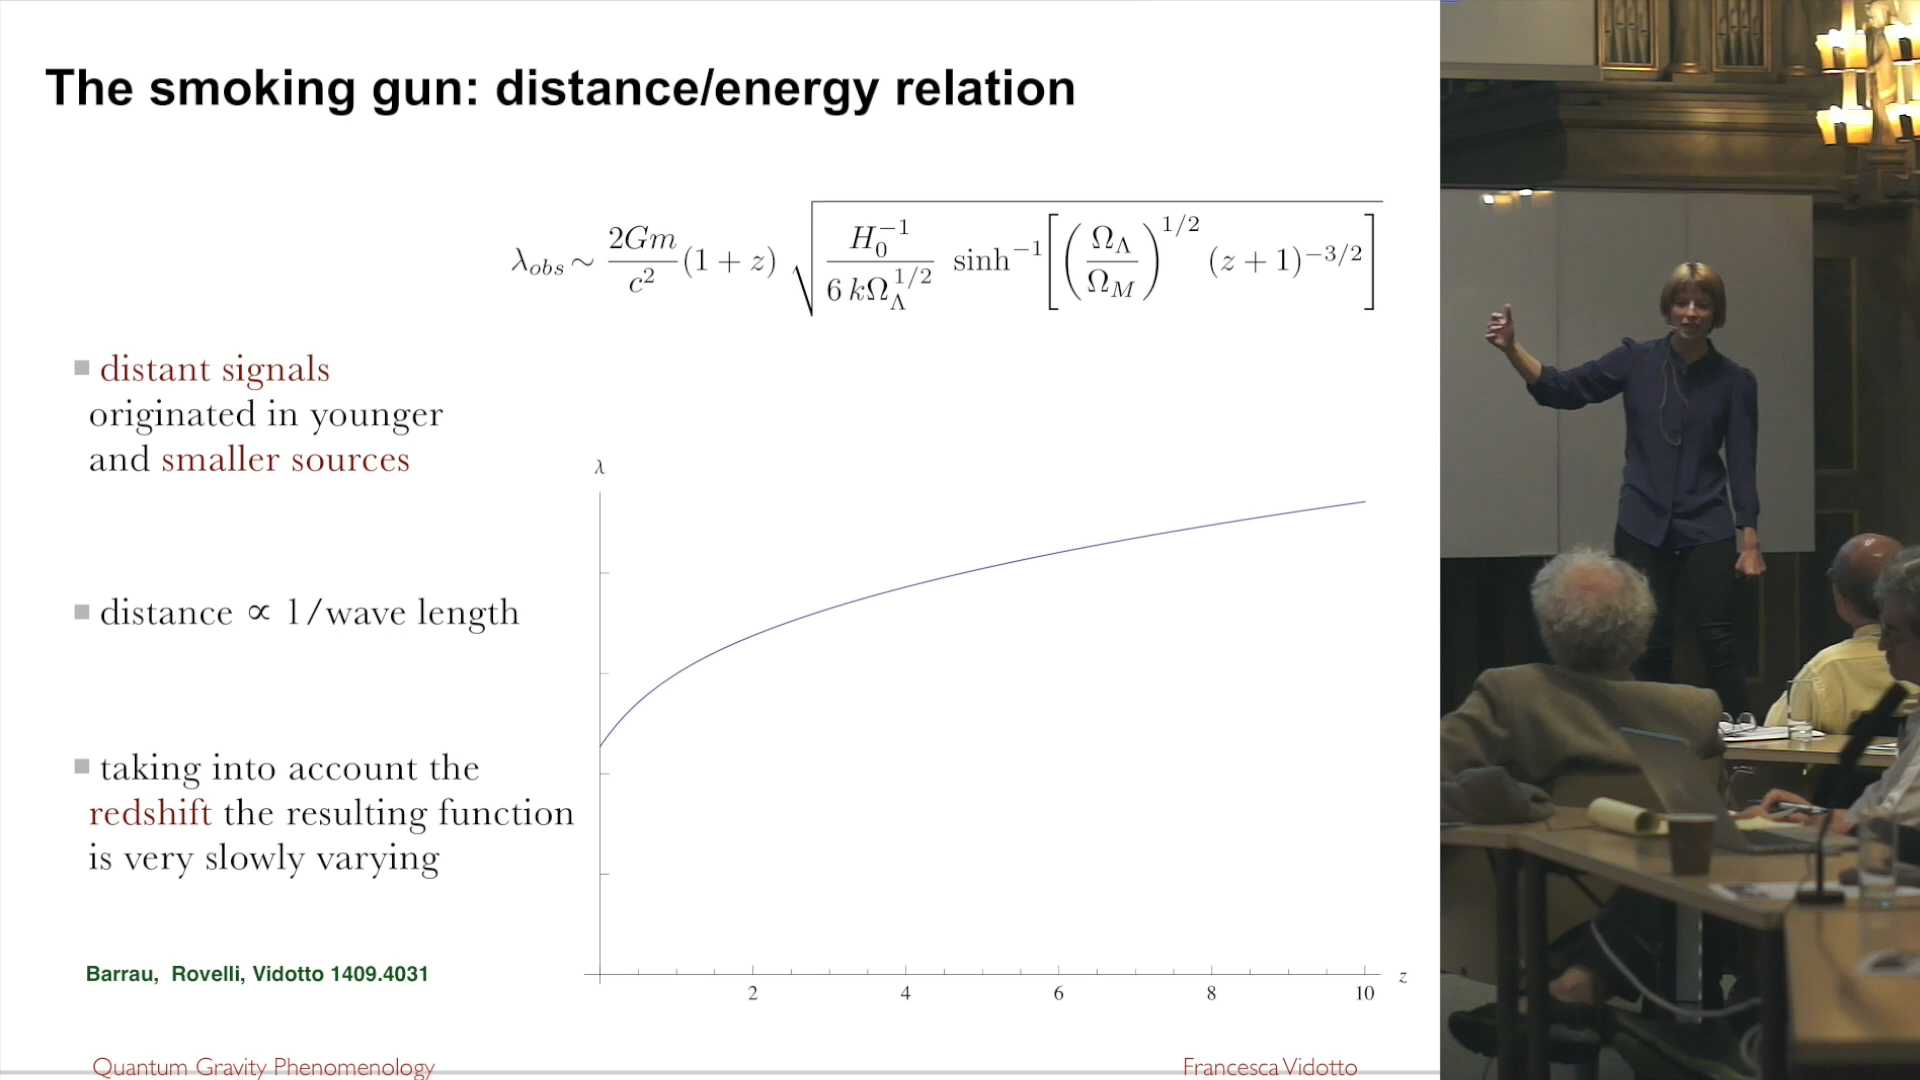 The smoking gun: distance/energy relation
λ_obs ∼ 2Gm/c² (1 + z) √( H₀⁻¹ / (6 kΩ_Λ^{1/2}) sinh⁻¹ [ (Ω_Λ/Ω_M)^{1/2} (z + 1)^{−3/2} ] )
distant signals
originated in younger
and smaller sources
distance ∝ 1/wave length
taking into account the
redshift the resulting function
is very slowly varying
λ
2 4 6 8 10 z
Barrau, Rovelli, Vidotto 1409.4031
Quantum Gravity Phenomenology Francesca Vidotto